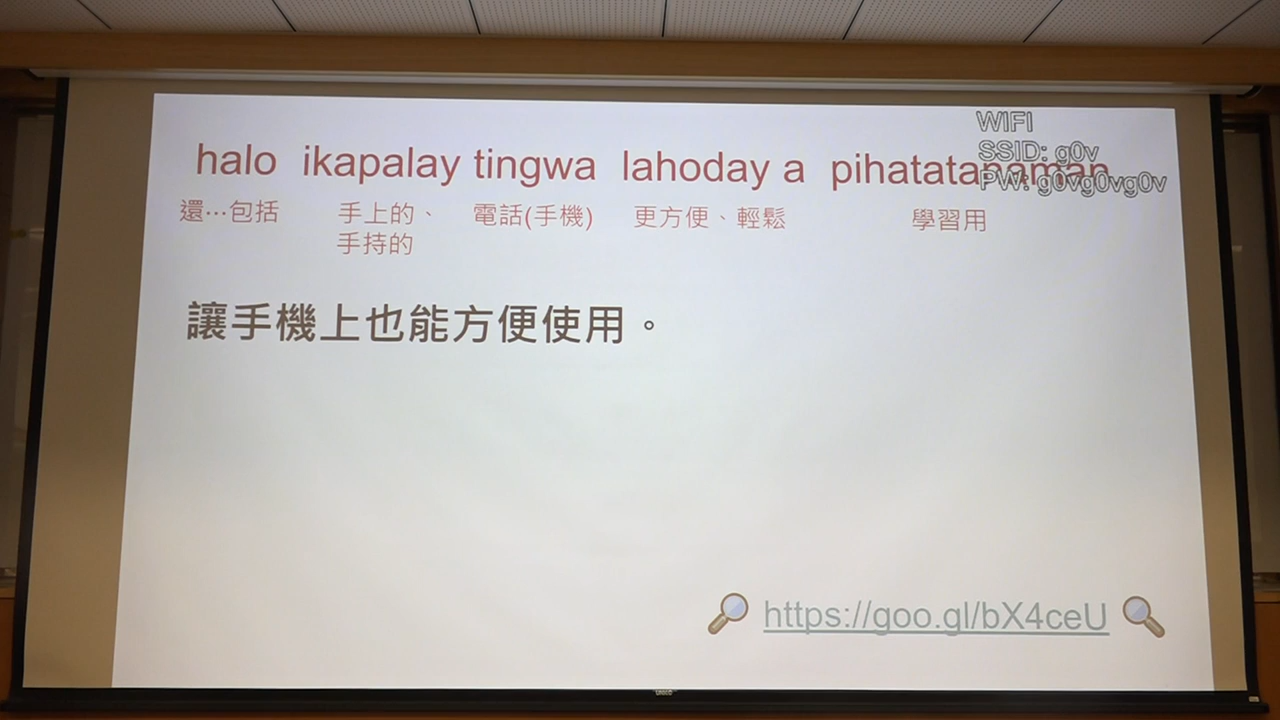 WIFI
SSID: g0v
PW: g0vg0vg0v
halo ikapalay tingwa lahoday a
還…包括 手上的、 電話(手機) 更方便、輕鬆 學習用
手持的
讓手機上也能方便使用。
https://goo.gl/bX4ceU